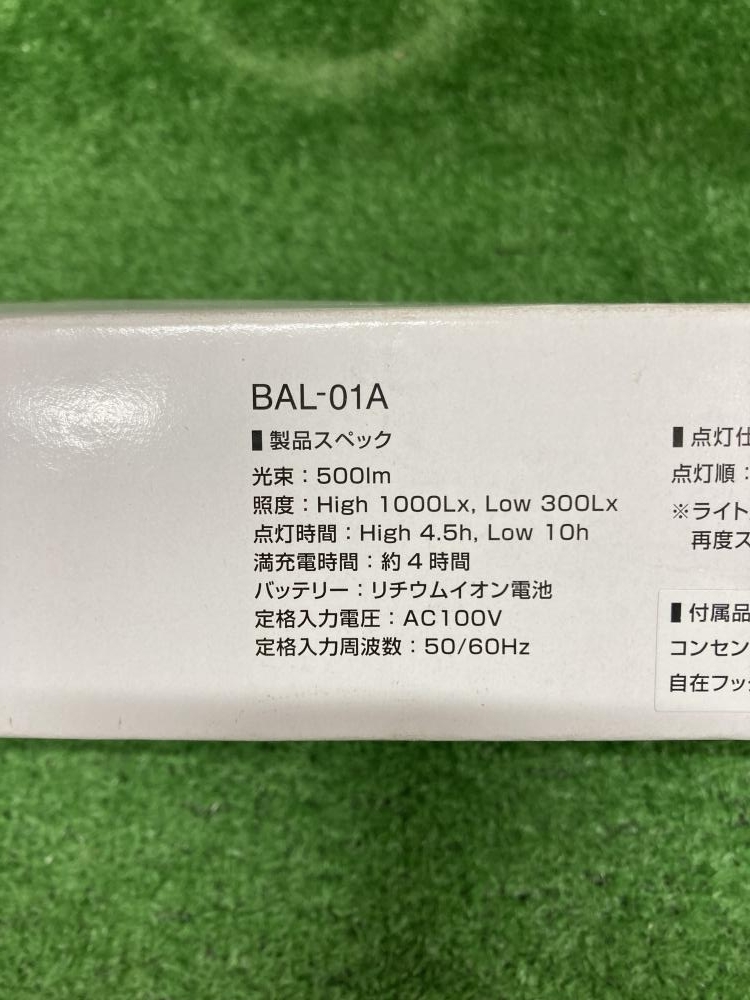 BAL-01A
▮製品スペック
光束：500lm
照度：High 1000Lx, Low 300Lx
点灯時間：High 4.5h, Low 10h
満充電時間：約4時間
バッテリー：リチウムイオン電池
定格入力電圧：AC100V
定格入力周波数：50/60Hz
▮点灯仕
点灯順：
※ライト
再度ス
▮付属品
コンセン
自在フッ